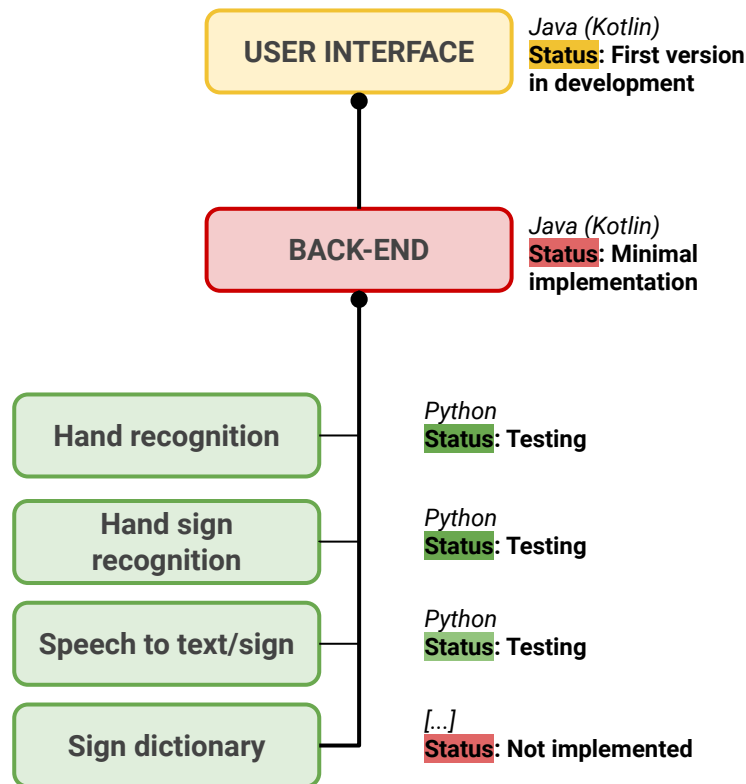 USER INTERFACE
Java (Kotlin)
Status: First version
in development
BACK-END
Java (Kotlin)
Status: Minimal
implementation
Hand recognition
Python
Status: Testing
Hand sign
recognition
Python
Status: Testing
Speech to text/sign
Python
Status: Testing
Sign dictionary
[...]
Status: Not implemented